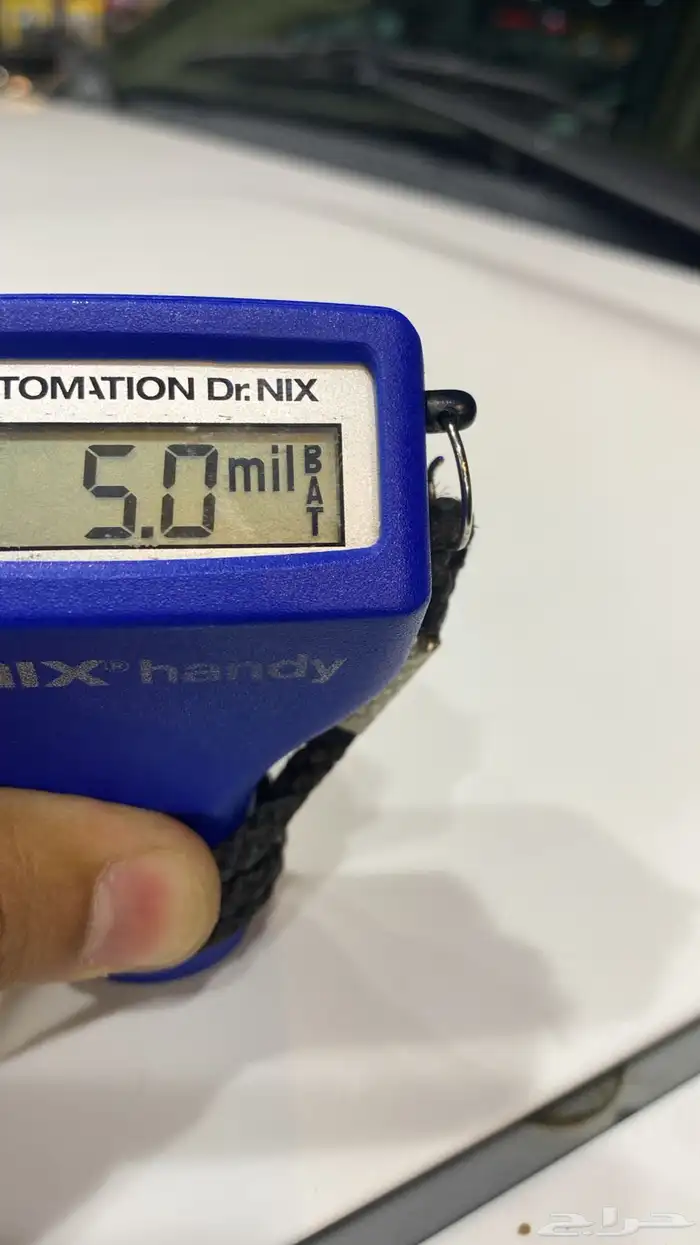 TOMATION Dr. NIX
5.0 mil BAT
NIX® handy
حراج